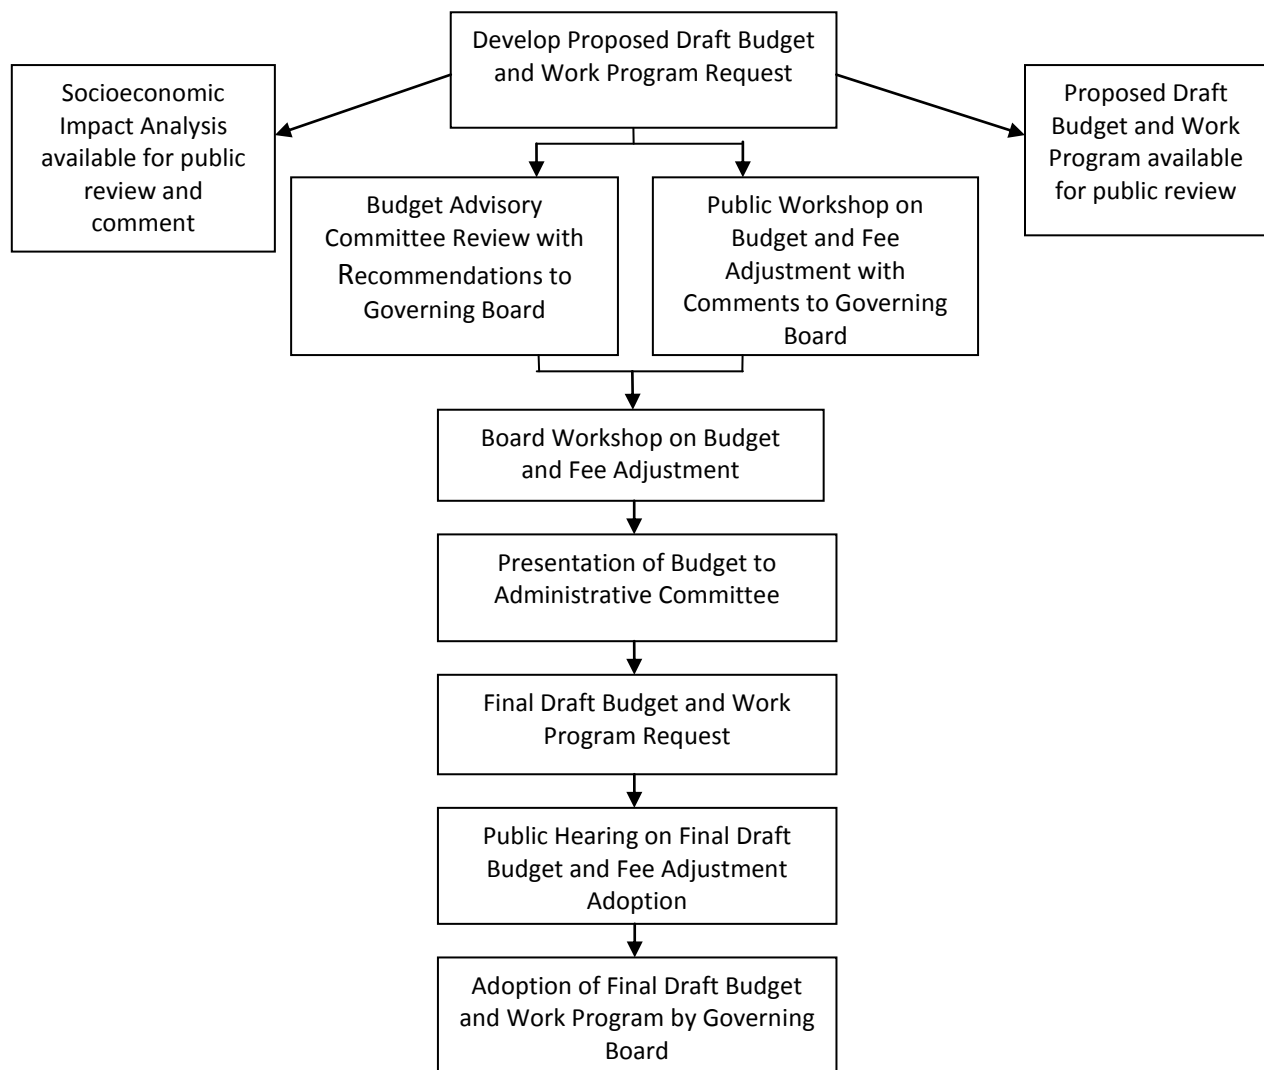 Develop Proposed Draft Budget
and Work Program Request
Socioeconomic
Impact Analysis
available for public
review and
comment
Proposed Draft
Budget and Work
Program available
for public review
Budget Advisory
Committee Review with
Recommendations to
Governing Board
Public Workshop on
Budget and Fee
Adjustment with
Comments to Governing
Board
Board Workshop on Budget
and Fee Adjustment
Presentation of Budget to
Administrative Committee
Final Draft Budget and Work
Program Request
Public Hearing on Final Draft
Budget and Fee Adjustment
Adoption
Adoption of Final Draft Budget
and Work Program by Governing
Board